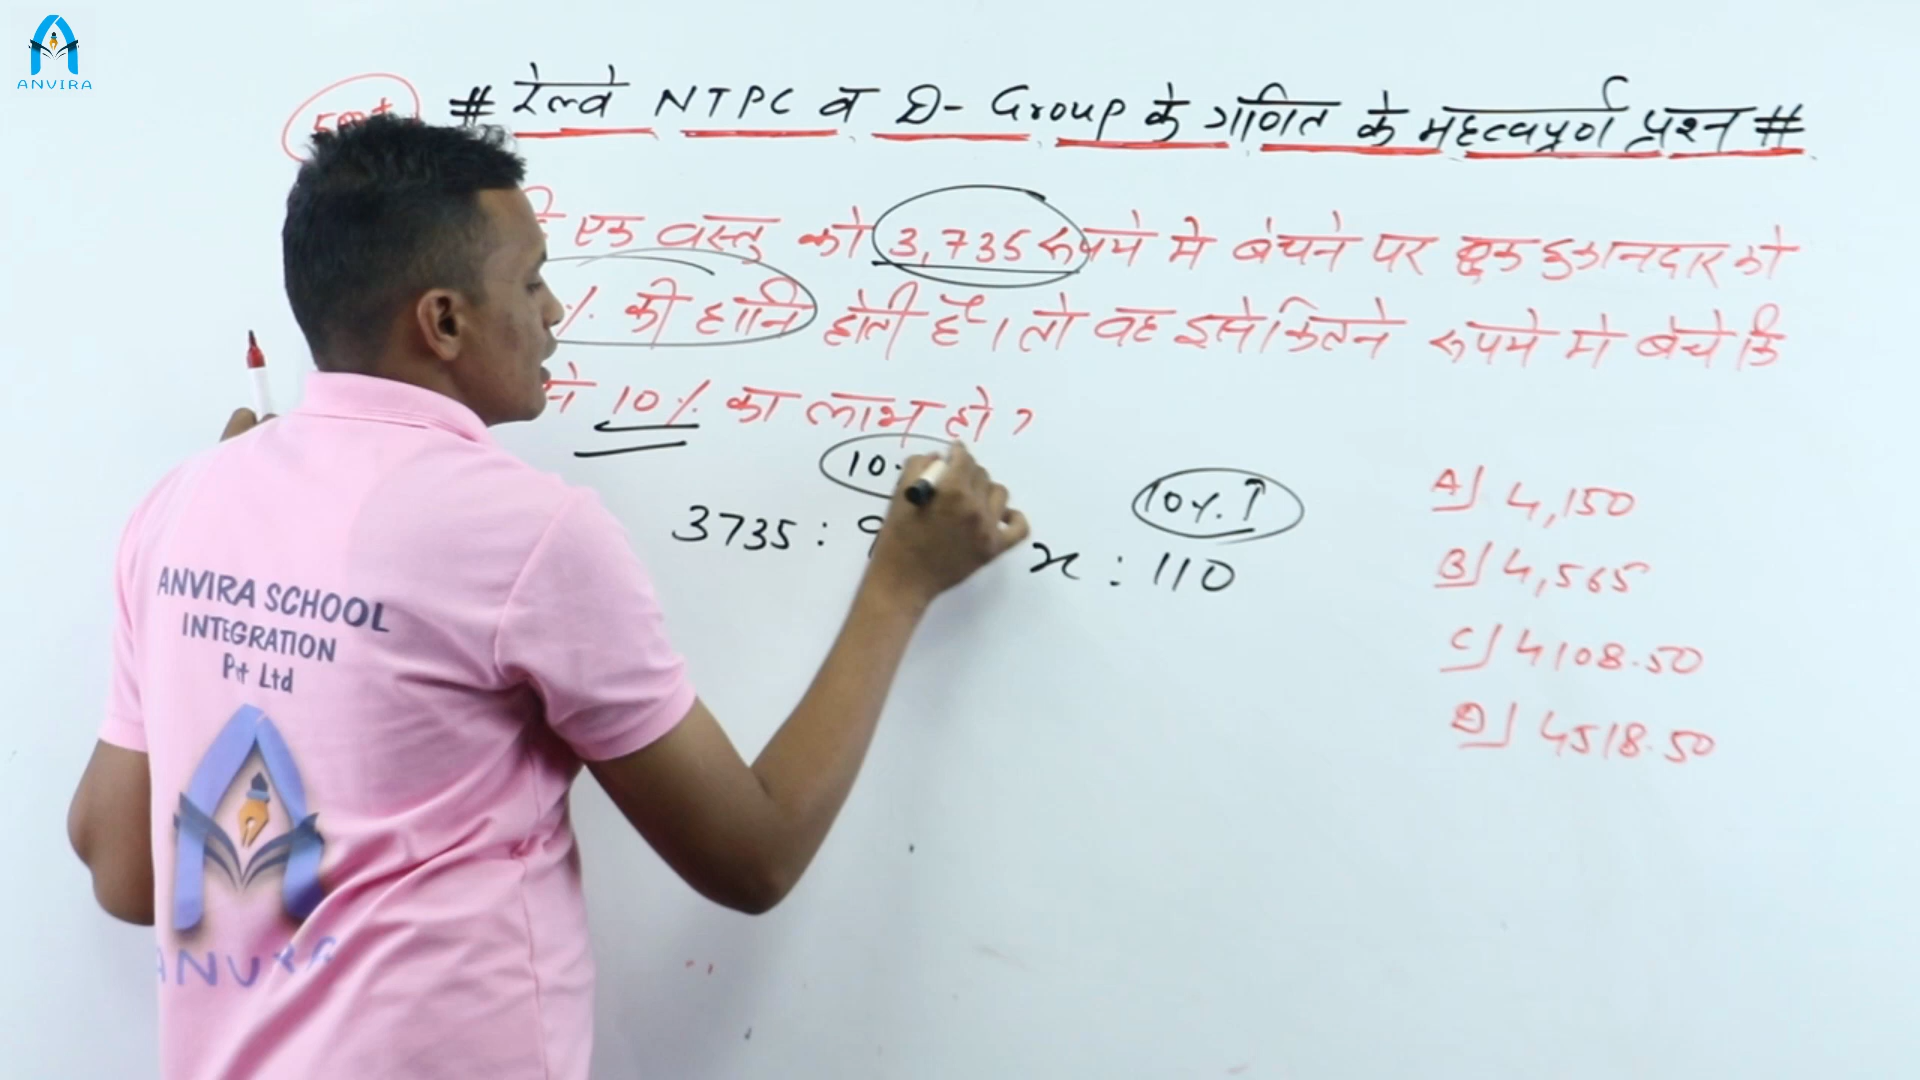 ANVIRA
# रेल्वे NTPC व D- Group के गणित के महत्वपूर्ण प्रश्न #
एक वस्तु को 3,735 रूपये मे बेचने पर एक दुकानदार को
% की हानि होती है। तो वह इसे कितने रूपये मे बेचे कि
10% का लाभ हो?
10
10%↑
3735 : 9
x : 110
A) 4,150
B) 4,565
C) 4108.50
D) 4518.50
ANVIRA SCHOOL
INTEGRATION
Pvt Ltd
ANVIRA